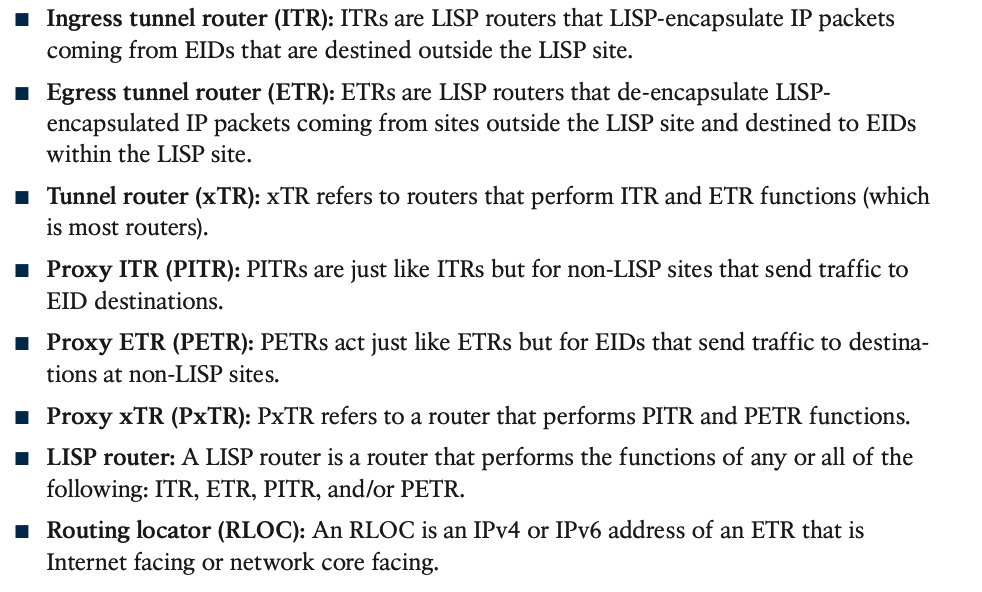 ■ Ingress tunnel router (ITR): ITRs are LISP routers that LISP-encapsulate IP packets
coming from EIDs that are destined outside the LISP site.
■ Egress tunnel router (ETR): ETRs are LISP routers that de-encapsulate LISP-
encapsulated IP packets coming from sites outside the LISP site and destined to EIDs
within the LISP site.
■ Tunnel router (xTR): xTR refers to routers that perform ITR and ETR functions (which
is most routers).
■ Proxy ITR (PITR): PITRs are just like ITRs but for non-LISP sites that send traffic to
EID destinations.
■ Proxy ETR (PETR): PETRs act just like ETRs but for EIDs that send traffic to destina-
tions at non-LISP sites.
■ Proxy xTR (PxTR): PxTR refers to a router that performs PITR and PETR functions.
■ LISP router: A LISP router is a router that performs the functions of any or all of the
following: ITR, ETR, PITR, and/or PETR.
■ Routing locator (RLOC): An RLOC is an IPv4 or IPv6 address of an ETR that is
Internet facing or network core facing.